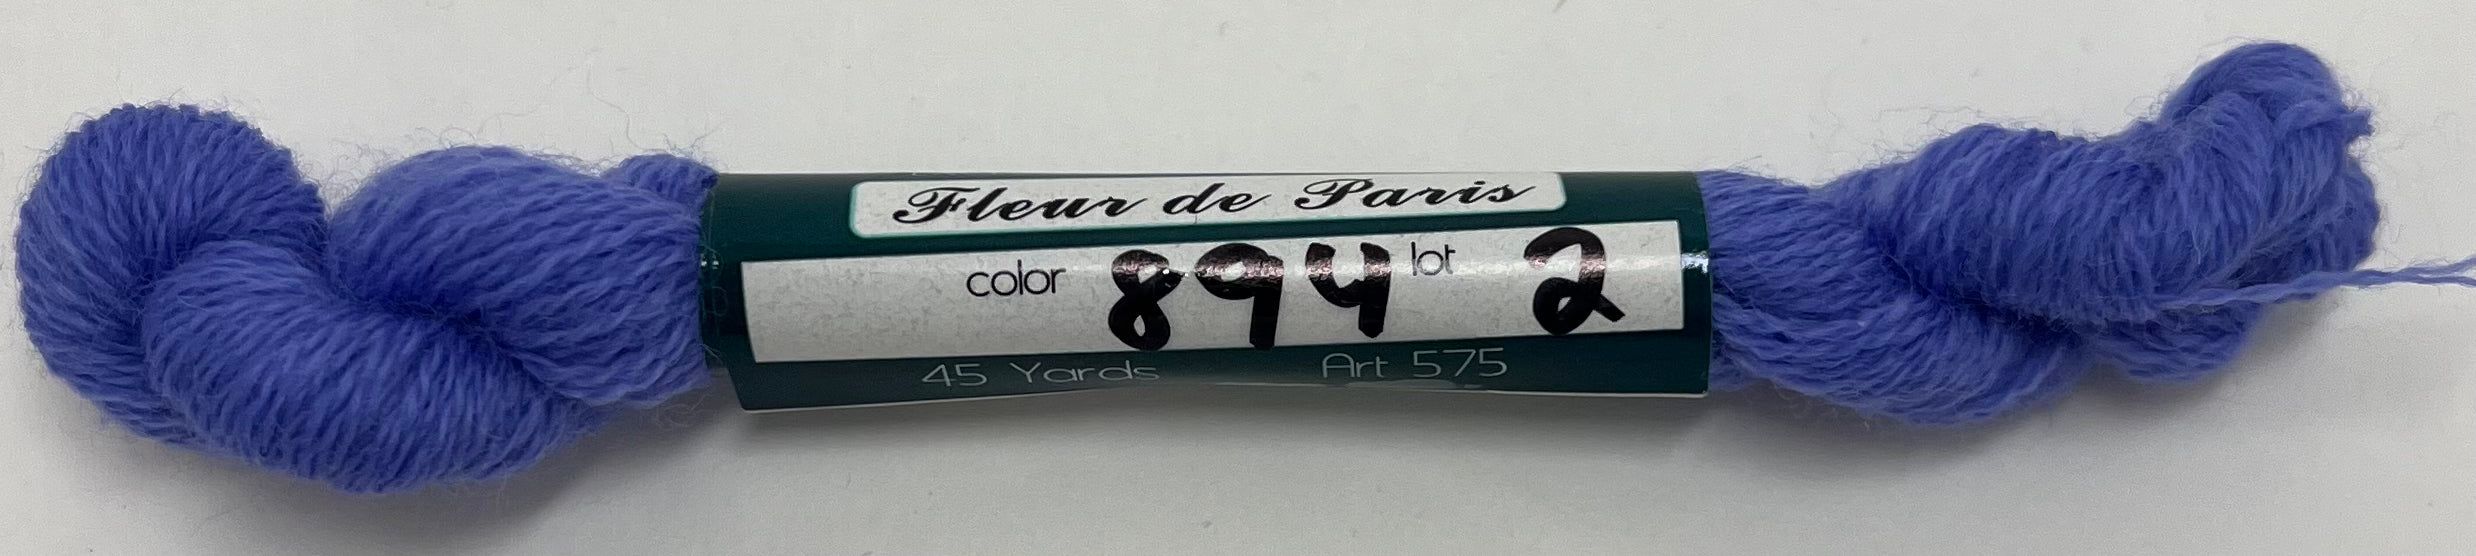 Fleur de Paris
color 894 lot 2
45 Yards Art 575